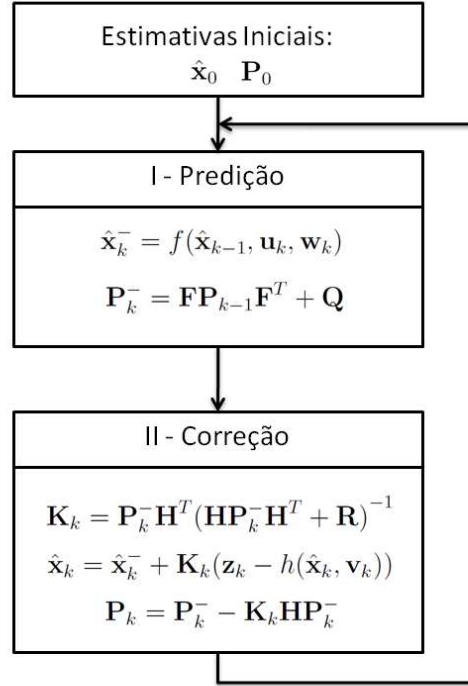 Estimativas Iniciais:
x̂₀ P₀
I - Predição
x̂ₖ⁻ = f(x̂ₖ₋₁, uₖ, wₖ)
Pₖ⁻ = FPₖ₋₁Fᵀ + Q
II - Correção
Kₖ = Pₖ⁻Hᵀ(HPₖ⁻Hᵀ + R)⁻¹
x̂ₖ = x̂ₖ⁻ + Kₖ(zₖ − h(x̂ₖ, vₖ))
Pₖ = Pₖ⁻ − KₖHPₖ⁻